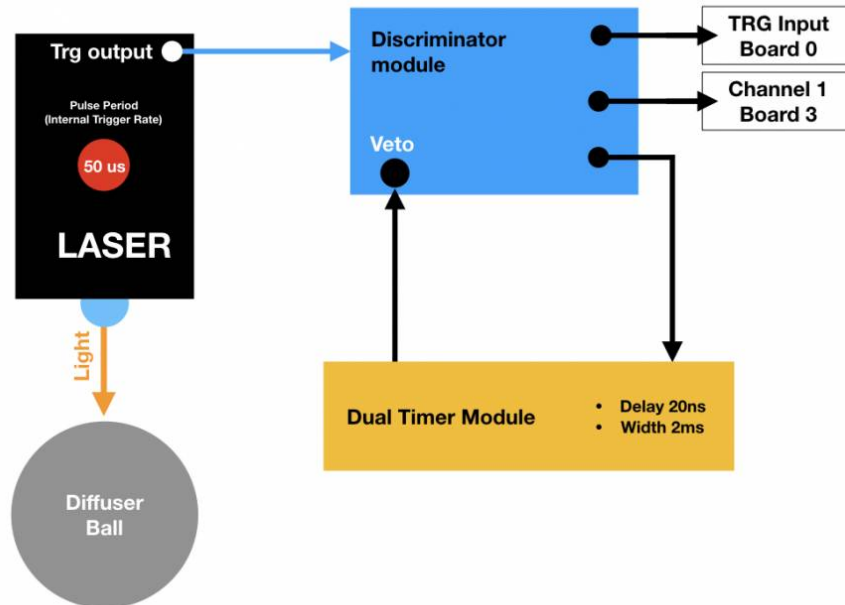 Trg output
Pulse Period
(Internal Trigger Rate)
50 us
LASER
Light
Diffuser
Ball
Discriminator
module
Veto
TRG Input
Board 0
Channel 1
Board 3
Dual Timer Module
• Delay 20ns
• Width 2ms